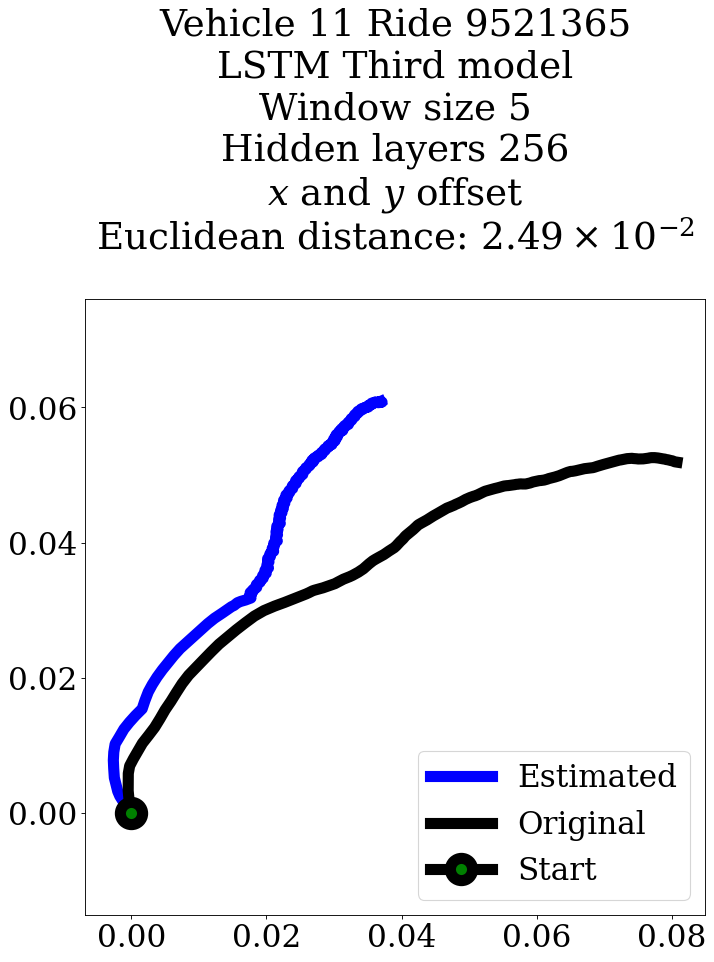 Vehicle 11 Ride 9521365
LSTM Third model
Window size 5
Hidden layers 256
x and y offset
Euclidean distance: 2.49 × 10⁻²
0.06
0.04
0.02
0.00
Estimated
Original
Start
0.00 0.02 0.04 0.06 0.08